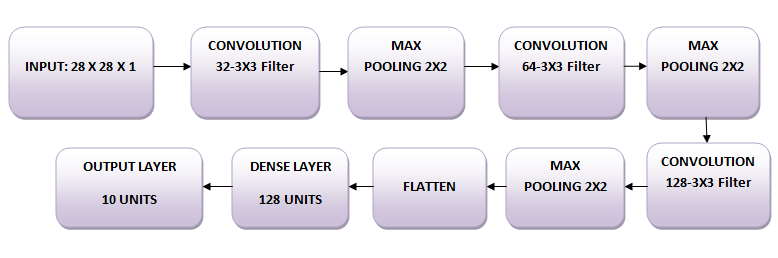 INPUT: 28 X 28 X 1
CONVOLUTION
32-3X3 Filter
MAX
POOLING 2X2
CONVOLUTION
64-3X3 Filter
MAX
POOLING 2X2
CONVOLUTION
128-3X3 Filter
MAX
POOLING 2X2
FLATTEN
DENSE LAYER
128 UNITS
OUTPUT LAYER
10 UNITS